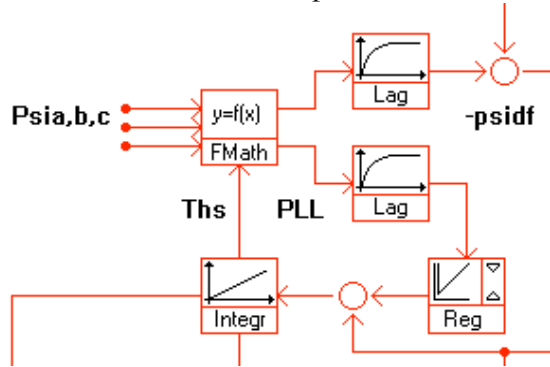 Lag
Psia,b,c
y=f(x)
FMath
-psidf
Ths
PLL
Lag
Integr
Reg